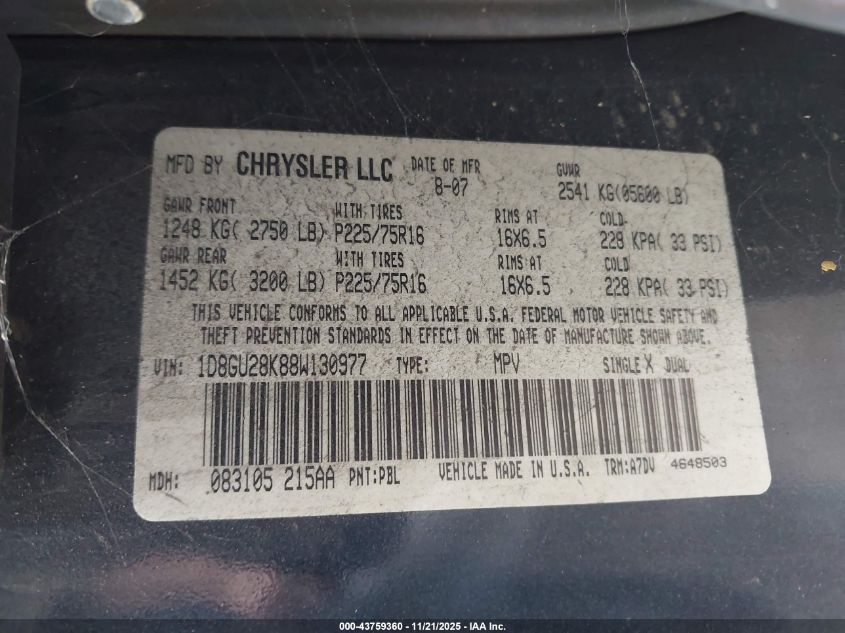 MFD BY CHRYSLER LLC DATE OF MFR GVWR
8-07 2541 KG(05600 LB)
GAWR FRONT WITH TIRES RIMS AT COLD
1248 KG( 2750 LB) P225/75R16 16X6.5 228 KPA( 33 PSI)
GAWR REAR WITH TIRES RIMS AT COLD
1452 KG( 3200 LB) P225/75R16 16X6.5 228 KPA( 33 PSI)
THIS VEHICLE CONFORMS TO ALL APPLICABLE U.S.A. FEDERAL MOTOR VEHICLE SAFETY AND
THEFT PREVENTION STANDARDS IN EFFECT ON THE DATE OF MANUFACTURE SHOWN ABOVE.
VIN: 1D8GU28K88W130977 TYPE: MPV SINGLE X DUAL
MDH: 083105 215AA PNT:PBL VEHICLE MADE IN U.S.A. TRM:A7DV 4648503
000-43759360 - 11/21/2025 - IAA Inc.